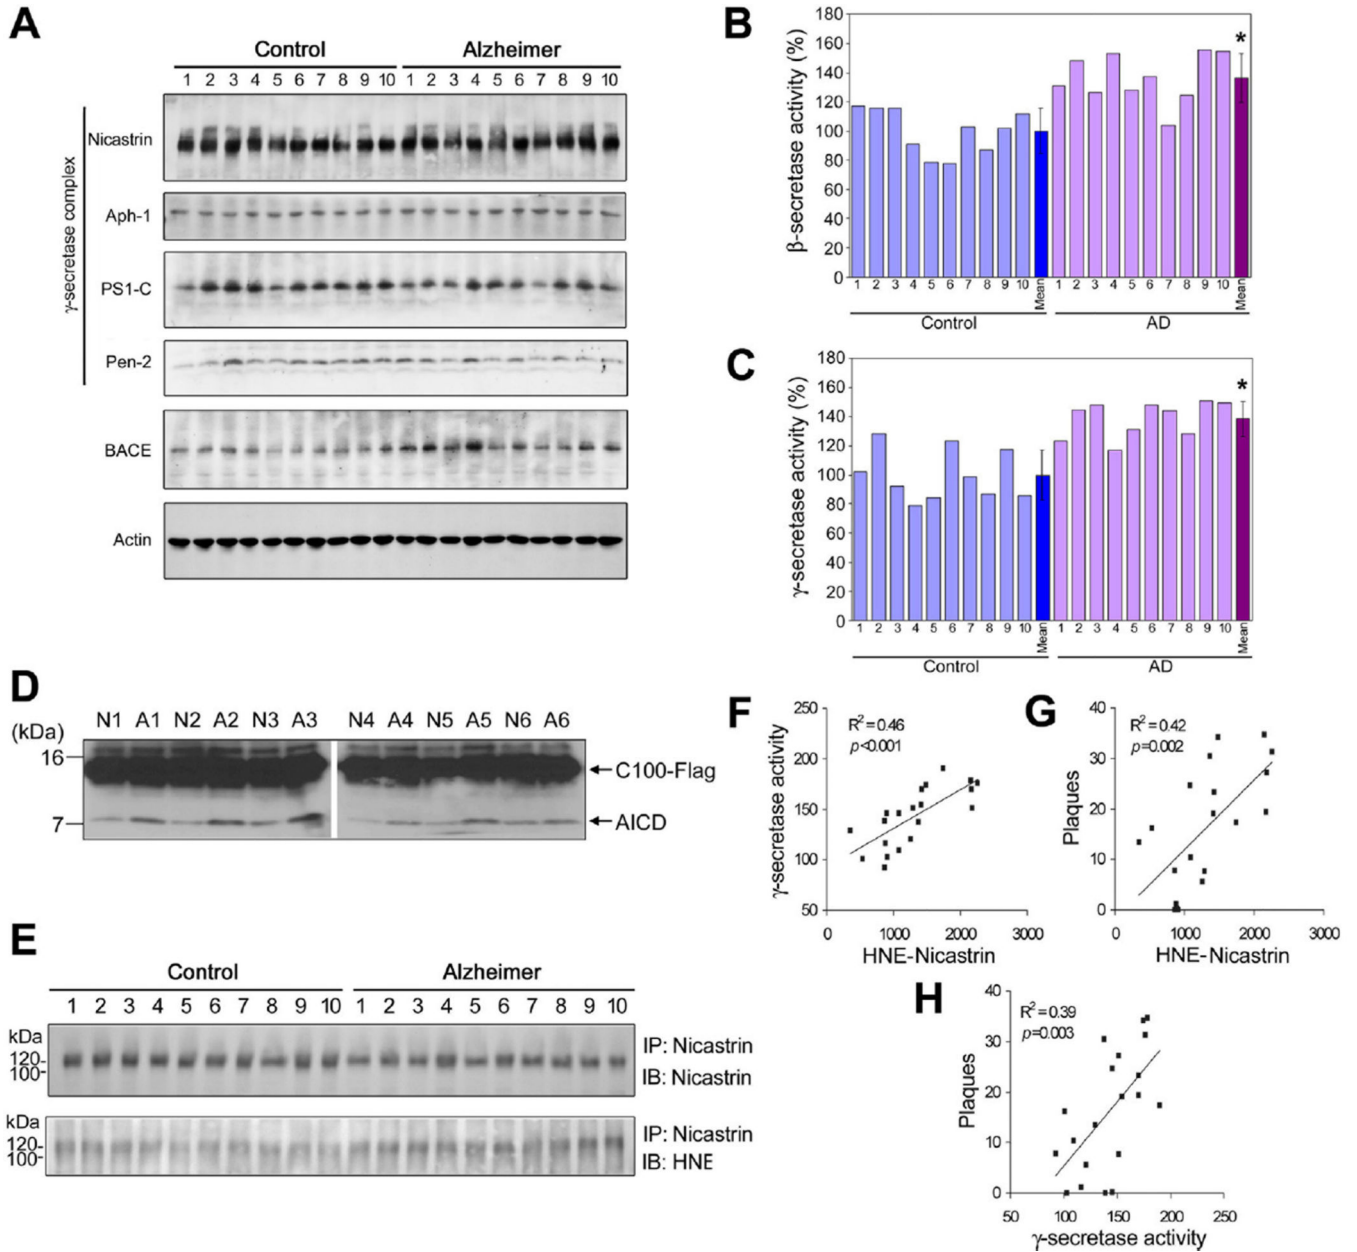 A
Control Alzheimer
1 2 3 4 5 6 7 8 9 10 1 2 3 4 5 6 7 8 9 10
γ-secretase complex
Nicastrin
Aph-1
PS1-C
Pen-2
BACE
Actin
B
β-secretase activity (%)
180
160
140
120
100
80
60
40
20
0
*
1 2 3 4 5 6 7 8 9 10 Mean 1 2 3 4 5 6 7 8 9 10 Mean
Control AD
C
γ-secretase activity (%)
180
160
140
120
100
80
60
40
20
0
*
1 2 3 4 5 6 7 8 9 10 Mean 1 2 3 4 5 6 7 8 9 10 Mean
Control AD
D
(kDa)
N1 A1 N2 A2 N3 A3 N4 A4 N5 A5 N6 A6
16
C100-Flag
7
AICD
E
Control Alzheimer
1 2 3 4 5 6 7 8 9 10 1 2 3 4 5 6 7 8 9 10
kDa
120-
100-
IP: Nicastrin
IB: Nicastrin
kDa
120-
100-
IP: Nicastrin
IB: HNE
F
γ-secretase activity
250
200
150
100
50
R²=0.46
p<0.001
0 1000 2000 3000
HNE-Nicastrin
G
Plaques
40
30
20
10
0
R²=0.42
p=0.002
0 1000 2000 3000
HNE-Nicastrin
H
Plaques
40
30
20
10
0
R²=0.39
p=0.003
50 100 150 200 250
γ-secretase activity